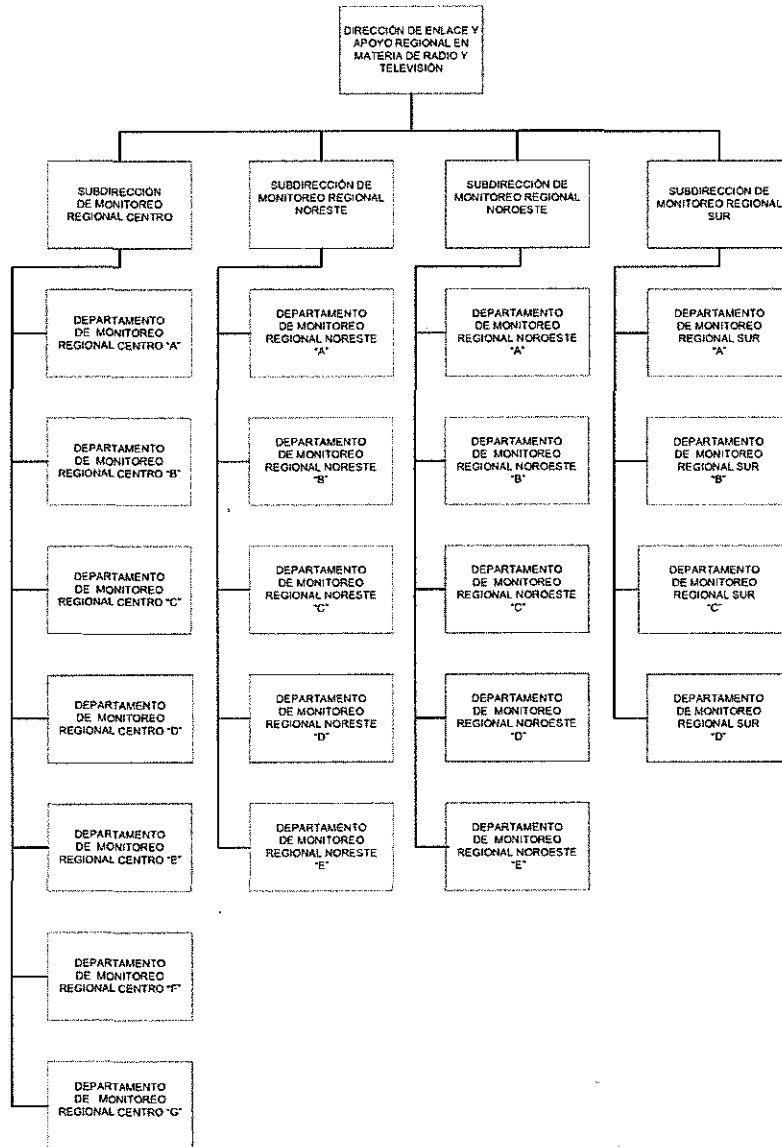 DIRECCIÓN DE ENLACE Y
APOYO REGIONAL EN
MATERIA DE RADIO Y
TELEVISIÓN
SUBDIRECCIÓN
DE MONITOREO
REGIONAL CENTRO
SUBDIRECCIÓN DE
MONITOREO REGIONAL
NORESTE
SUBDIRECCIÓN DE
MONITOREO REGIONAL
NOROESTE
SUBDIRECCIÓN DE
MONITOREO REGIONAL
SUR
DEPARTAMENTO
DE MONITOREO
REGIONAL CENTRO "A"
DEPARTAMENTO
DE MONITOREO
REGIONAL NORESTE
"A"
DEPARTAMENTO
DE MONITOREO
REGIONAL NOROESTE
"A"
DEPARTAMENTO
DE MONITOREO
REGIONAL SUR
"A"
DEPARTAMENTO
DE MONITOREO
REGIONAL CENTRO "B"
DEPARTAMENTO
DE MONITOREO
REGIONAL NORESTE
"B"
DEPARTAMENTO
DE MONITOREO
REGIONAL NOROESTE
"B"
DEPARTAMENTO
DE MONITOREO
REGIONAL SUR
"B"
DEPARTAMENTO
DE MONITOREO
REGIONAL CENTRO "C"
DEPARTAMENTO
DE MONITOREO
REGIONAL NORESTE
"C"
DEPARTAMENTO
DE MONITOREO
REGIONAL NOROESTE
"C"
DEPARTAMENTO
DE MONITOREO
REGIONAL SUR
"C"
DEPARTAMENTO
DE MONITOREO
REGIONAL CENTRO "D"
DEPARTAMENTO
DE MONITOREO
REGIONAL NORESTE
"D"
DEPARTAMENTO
DE MONITOREO
REGIONAL NOROESTE
"D"
DEPARTAMENTO
DE MONITOREO
REGIONAL SUR
"D"
DEPARTAMENTO
DE MONITOREO
REGIONAL CENTRO "E"
DEPARTAMENTO
DE MONITOREO
REGIONAL NORESTE
"E"
DEPARTAMENTO
DE MONITOREO
REGIONAL NOROESTE
"E"
DEPARTAMENTO
DE MONITOREO
REGIONAL CENTRO "F"
DEPARTAMENTO
DE MONITOREO
REGIONAL CENTRO "G"